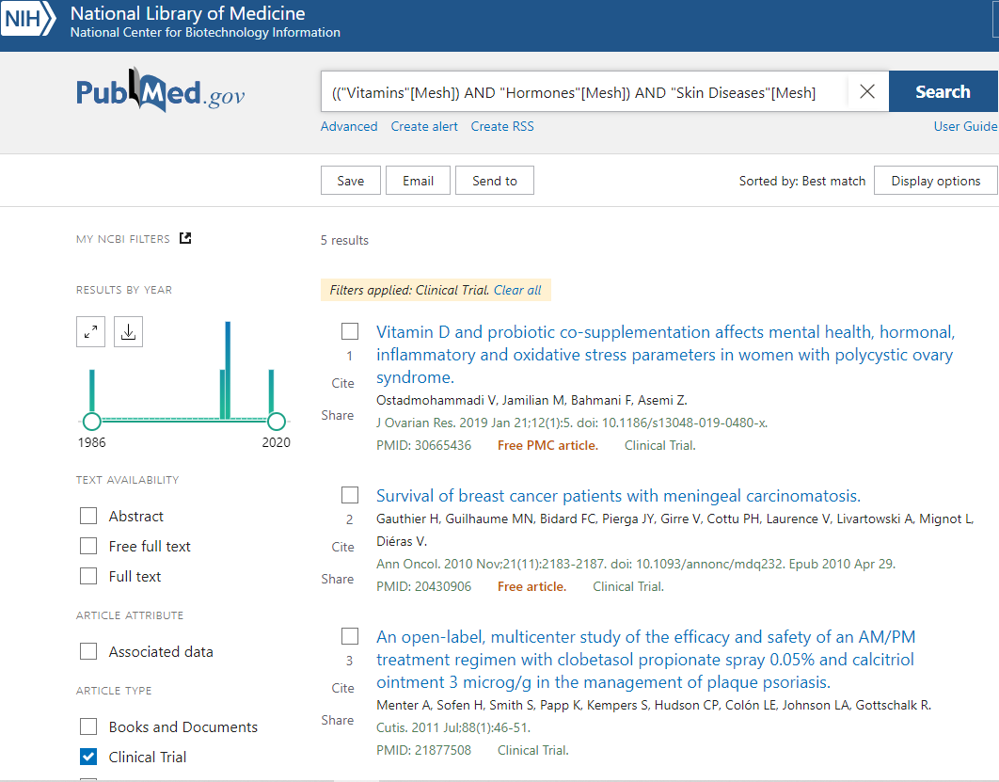 NIH
National Library of Medicine
National Center for Biotechnology Information
PubMed.gov
(("Vitamins"[Mesh]) AND "Hormones"[Mesh]) AND "Skin Diseases"[Mesh]
Search
Advanced Create alert Create RSS User Guide
Save Email Send to Sorted by: Best match Display options
MY NCBI FILTERS
5 results
RESULTS BY YEAR
1986 2020
TEXT AVAILABILITY
Abstract
Free full text
Full text
ARTICLE ATTRIBUTE
Associated data
ARTICLE TYPE
Books and Documents
Clinical Trial
Filters applied: Clinical Trial. Clear all
1
Cite
Share
Vitamin D and probiotic co-supplementation affects mental health, hormonal,
inflammatory and oxidative stress parameters in women with polycystic ovary
syndrome.
Ostadmohammadi V, Jamilian M, Bahmani F, Asemi Z.
J Ovarian Res. 2019 Jan 21;12(1):5. doi: 10.1186/s13048-019-0480-x.
PMID: 30665436 Free PMC article. Clinical Trial.
2
Cite
Share
Survival of breast cancer patients with meningeal carcinomatosis.
Gauthier H, Guilhaume MN, Bidard FC, Pierga JY, Girre V, Cottu PH, Laurence V, Livartowski A, Mignot L,
Diéras V.
Ann Oncol. 2010 Nov;21(11):2183-2187. doi: 10.1093/annonc/mdq232. Epub 2010 Apr 29.
PMID: 20430906 Free article. Clinical Trial.
3
Cite
Share
An open-label, multicenter study of the efficacy and safety of an AM/PM
treatment regimen with clobetasol propionate spray 0.05% and calcitriol
ointment 3 microg/g in the management of plaque psoriasis.
Menter A, Sofen H, Smith S, Papp K, Kempers S, Hudson CP, Colón LE, Johnson LA, Gottschalk R.
Cutis. 2011 Jul;88(1):46-51.
PMID: 21877508 Clinical Trial.